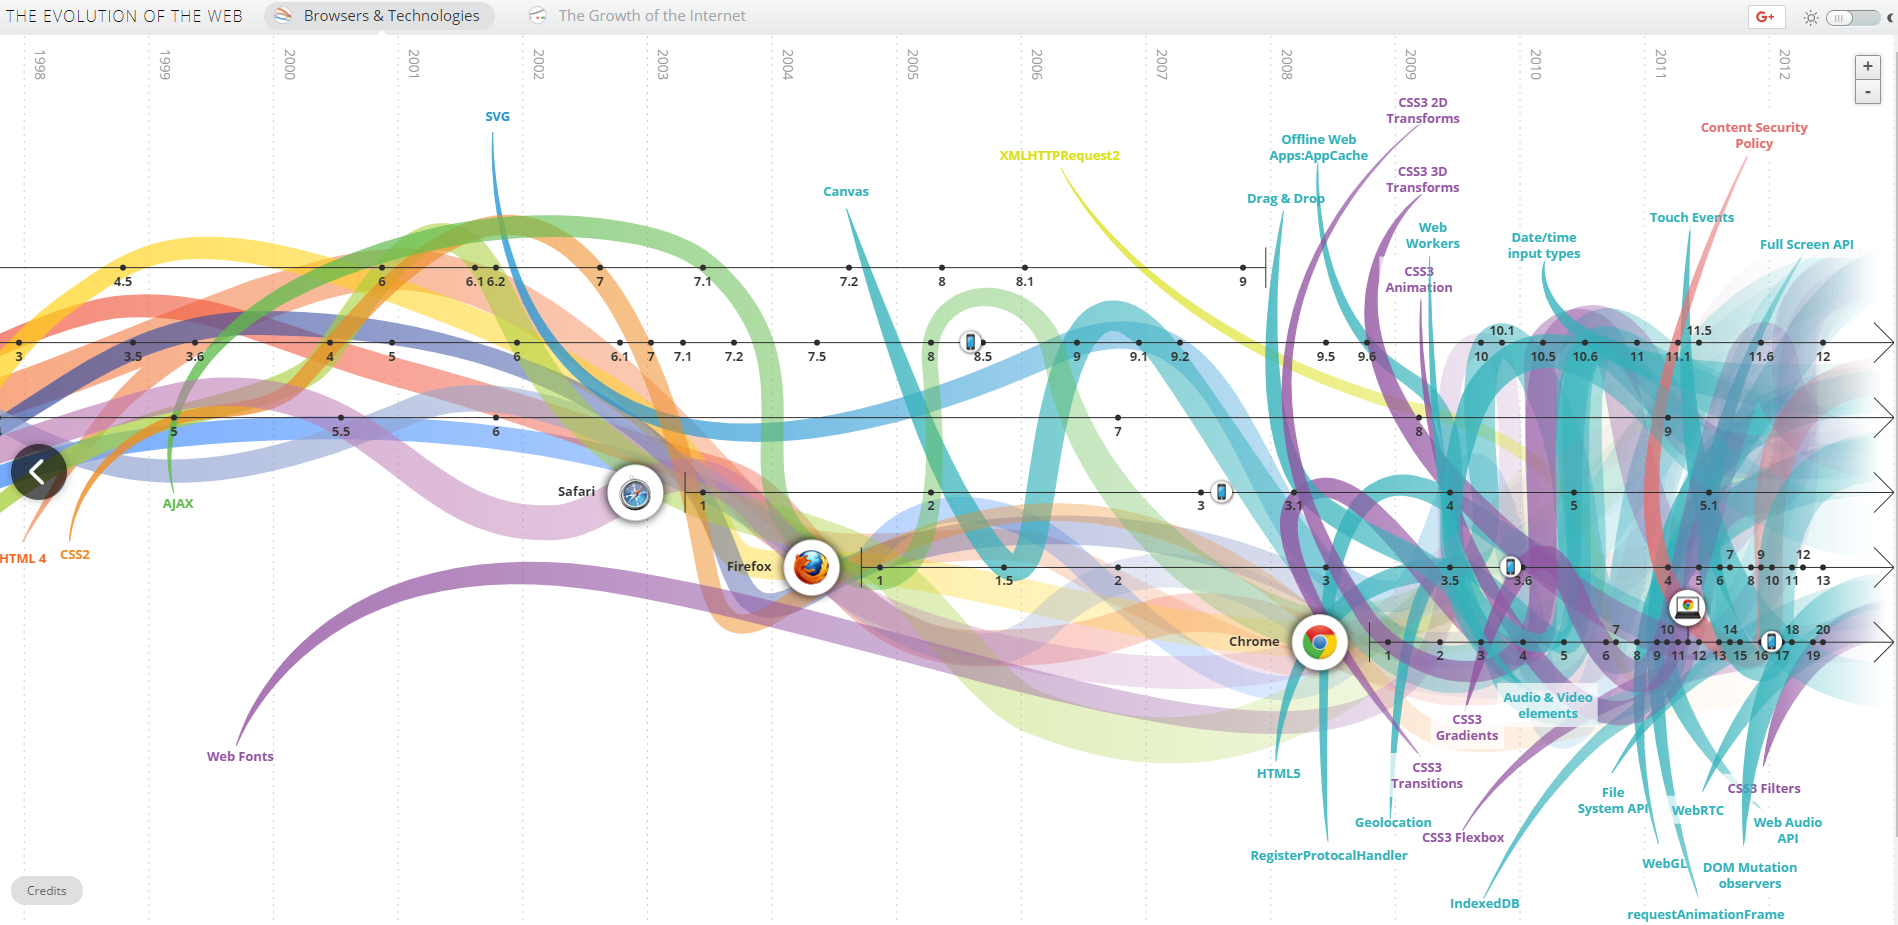 THE EVOLUTION OF THE WEB
Browsers & Technologies
The Growth of the Internet
G+
1998
1999
2000
2001
2002
2003
2004
2005
2006
2007
2008
2009
2010
2011
2012
+
-
CSS3 2D
Transforms
SVG
Content Security
Policy
Offline Web
Apps:AppCache
XMLHTTPRequest2
CSS3 3D
Transforms
Canvas
Drag & Drop
Touch Events
Web
Workers
Date/time
input types
Full Screen API
CSS3
Animation
4.5
6
6.1
6.2
7
7.1
7.2
8
8.1
9
10.1
11.5
3
3.5
3.6
4
5
6
6.1
7
7.1
7.2
7.5
8
8.5
9
9.1
9.2
9.5
9.6
10
10.5
10.6
11
11.1
11.6
12
5
5.5
6
7
8
9
Safari
1
2
3
3.1
4
5
5.1
AJAX
HTML 4
CSS2
Firefox
7
9
12
1
1.5
2
3
3.5
3.6
4
5
6
8
10
11
13
Chrome
7
10
14
18
20
1
2
3
4
5
6
8
9
11
12
13
15
16
17
19
Audio & Video
elements
CSS3
Gradients
Web Fonts
HTML5
CSS3
Transitions
File
System API
CSS3 Filters
WebRTC
Geolocation
Web Audio
API
CSS3 Flexbox
RegisterProtocalHandler
WebGL
DOM Mutation
observers
Credits
IndexedDB
requestAnimationFrame